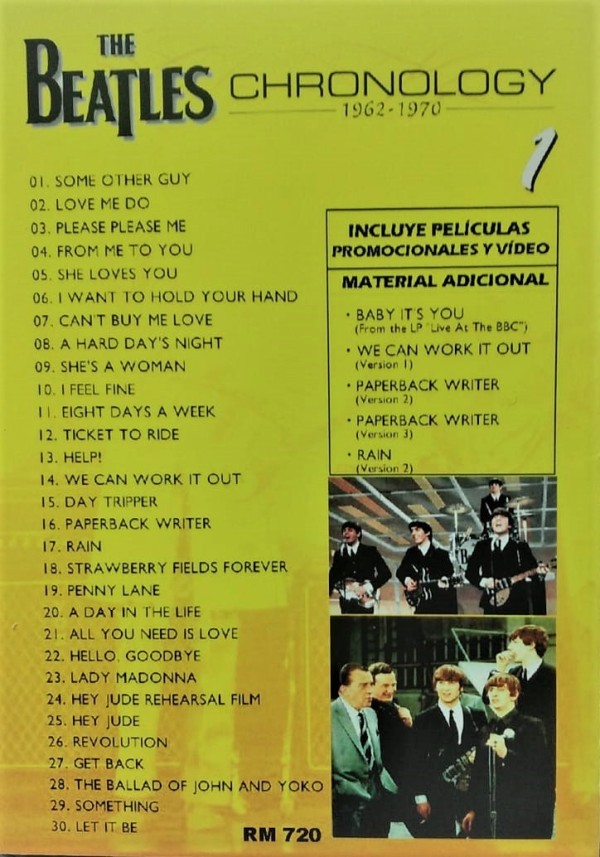 THE
BEATLES
CHRONOLOGY
1962-1970
1
01. SOME OTHER GUY
02. LOVE ME DO
03. PLEASE PLEASE ME
04. FROM ME TO YOU
05. SHE LOVES YOU
06. I WANT TO HOLD YOUR HAND
07. CAN'T BUY ME LOVE
08. A HARD DAY'S NIGHT
09. SHE'S A WOMAN
10. I FEEL FINE
11. EIGHT DAYS A WEEK
12. TICKET TO RIDE
13. HELP!
14. WE CAN WORK IT OUT
15. DAY TRIPPER
16. PAPERBACK WRITER
17. RAIN
18. STRAWBERRY FIELDS FOREVER
19. PENNY LANE
20. A DAY IN THE LIFE
21. ALL YOU NEED IS LOVE
22. HELLO, GOODBYE
23. LADY MADONNA
24. HEY JUDE REHEARSAL FILM
25. HEY JUDE
26. REVOLUTION
27. GET BACK
28. THE BALLAD OF JOHN AND YOKO
29. SOMETHING
30. LET IT BE
INCLUYE PELÍCULAS
PROMOCIONALES Y VÍDEO
MATERIAL ADICIONAL
• BABY IT'S YOU
(From the LP "Live At The BBC")
• WE CAN WORK IT OUT
(Version 1)
• PAPERBACK WRITER
(Version 2)
• PAPERBACK WRITER
(Version 3)
• RAIN
(Version 2)
RM 720